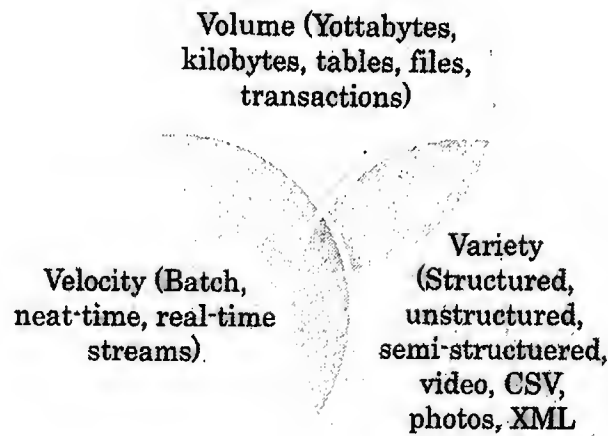 Volume (Yottabytes,
kilobytes, tables, files,
transactions)
Velocity (Batch,
neat-time, real-time
streams)
Variety
(Structured,
unstructured,
semi-structuered,
video, CSV,
photos, XML